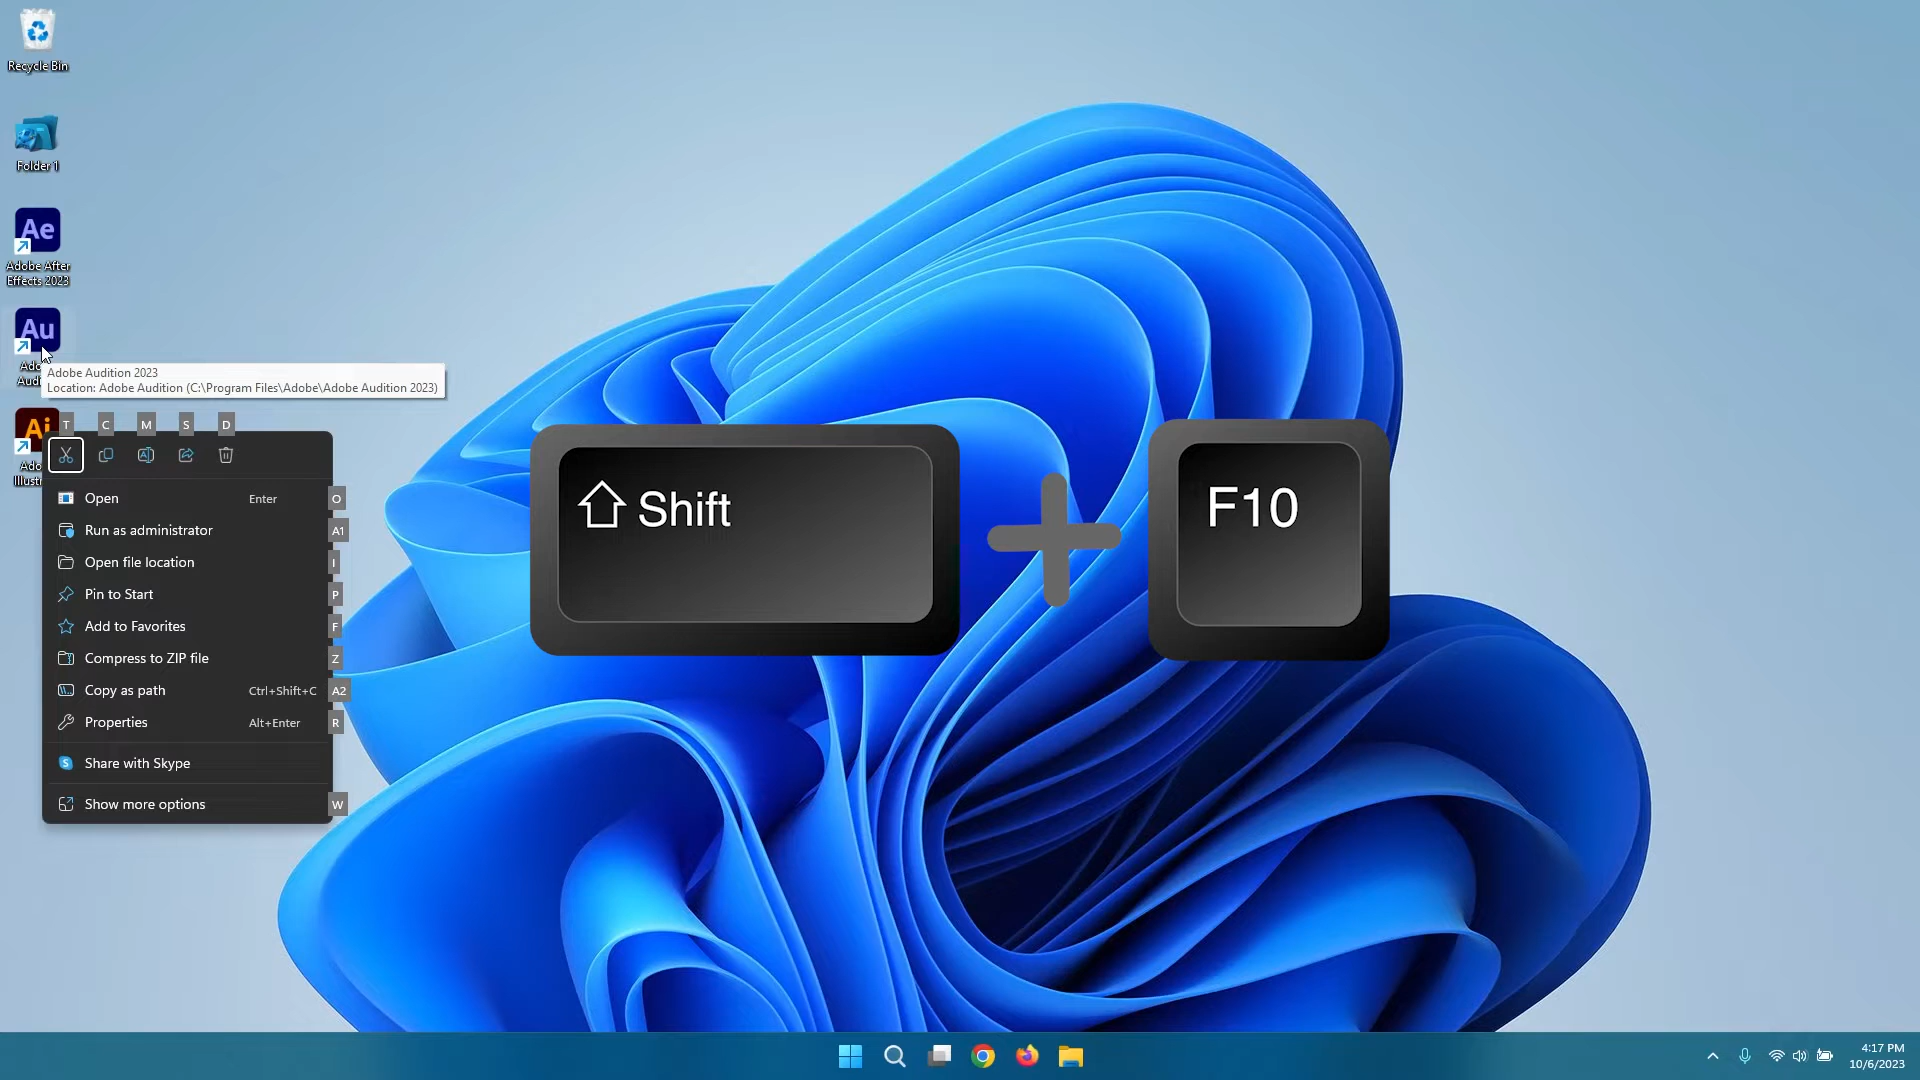 Recycle Bin
Folder 1
Ae
Adobe After
Effects 2023
Au
Adobe Audition 2023
Location: Adobe Audition (C:\Program Files\Adobe\Adobe Audition 2023)
Ai
T C M S D
Open Enter O
Run as administrator A1
Open file location I
Pin to Start P
Add to Favorites F
Compress to ZIP file Z
Copy as path Ctrl+Shift+C A2
Properties Alt+Enter R
S Share with Skype
Show more options W
Shift
F10
4:17 PM
10/6/2023